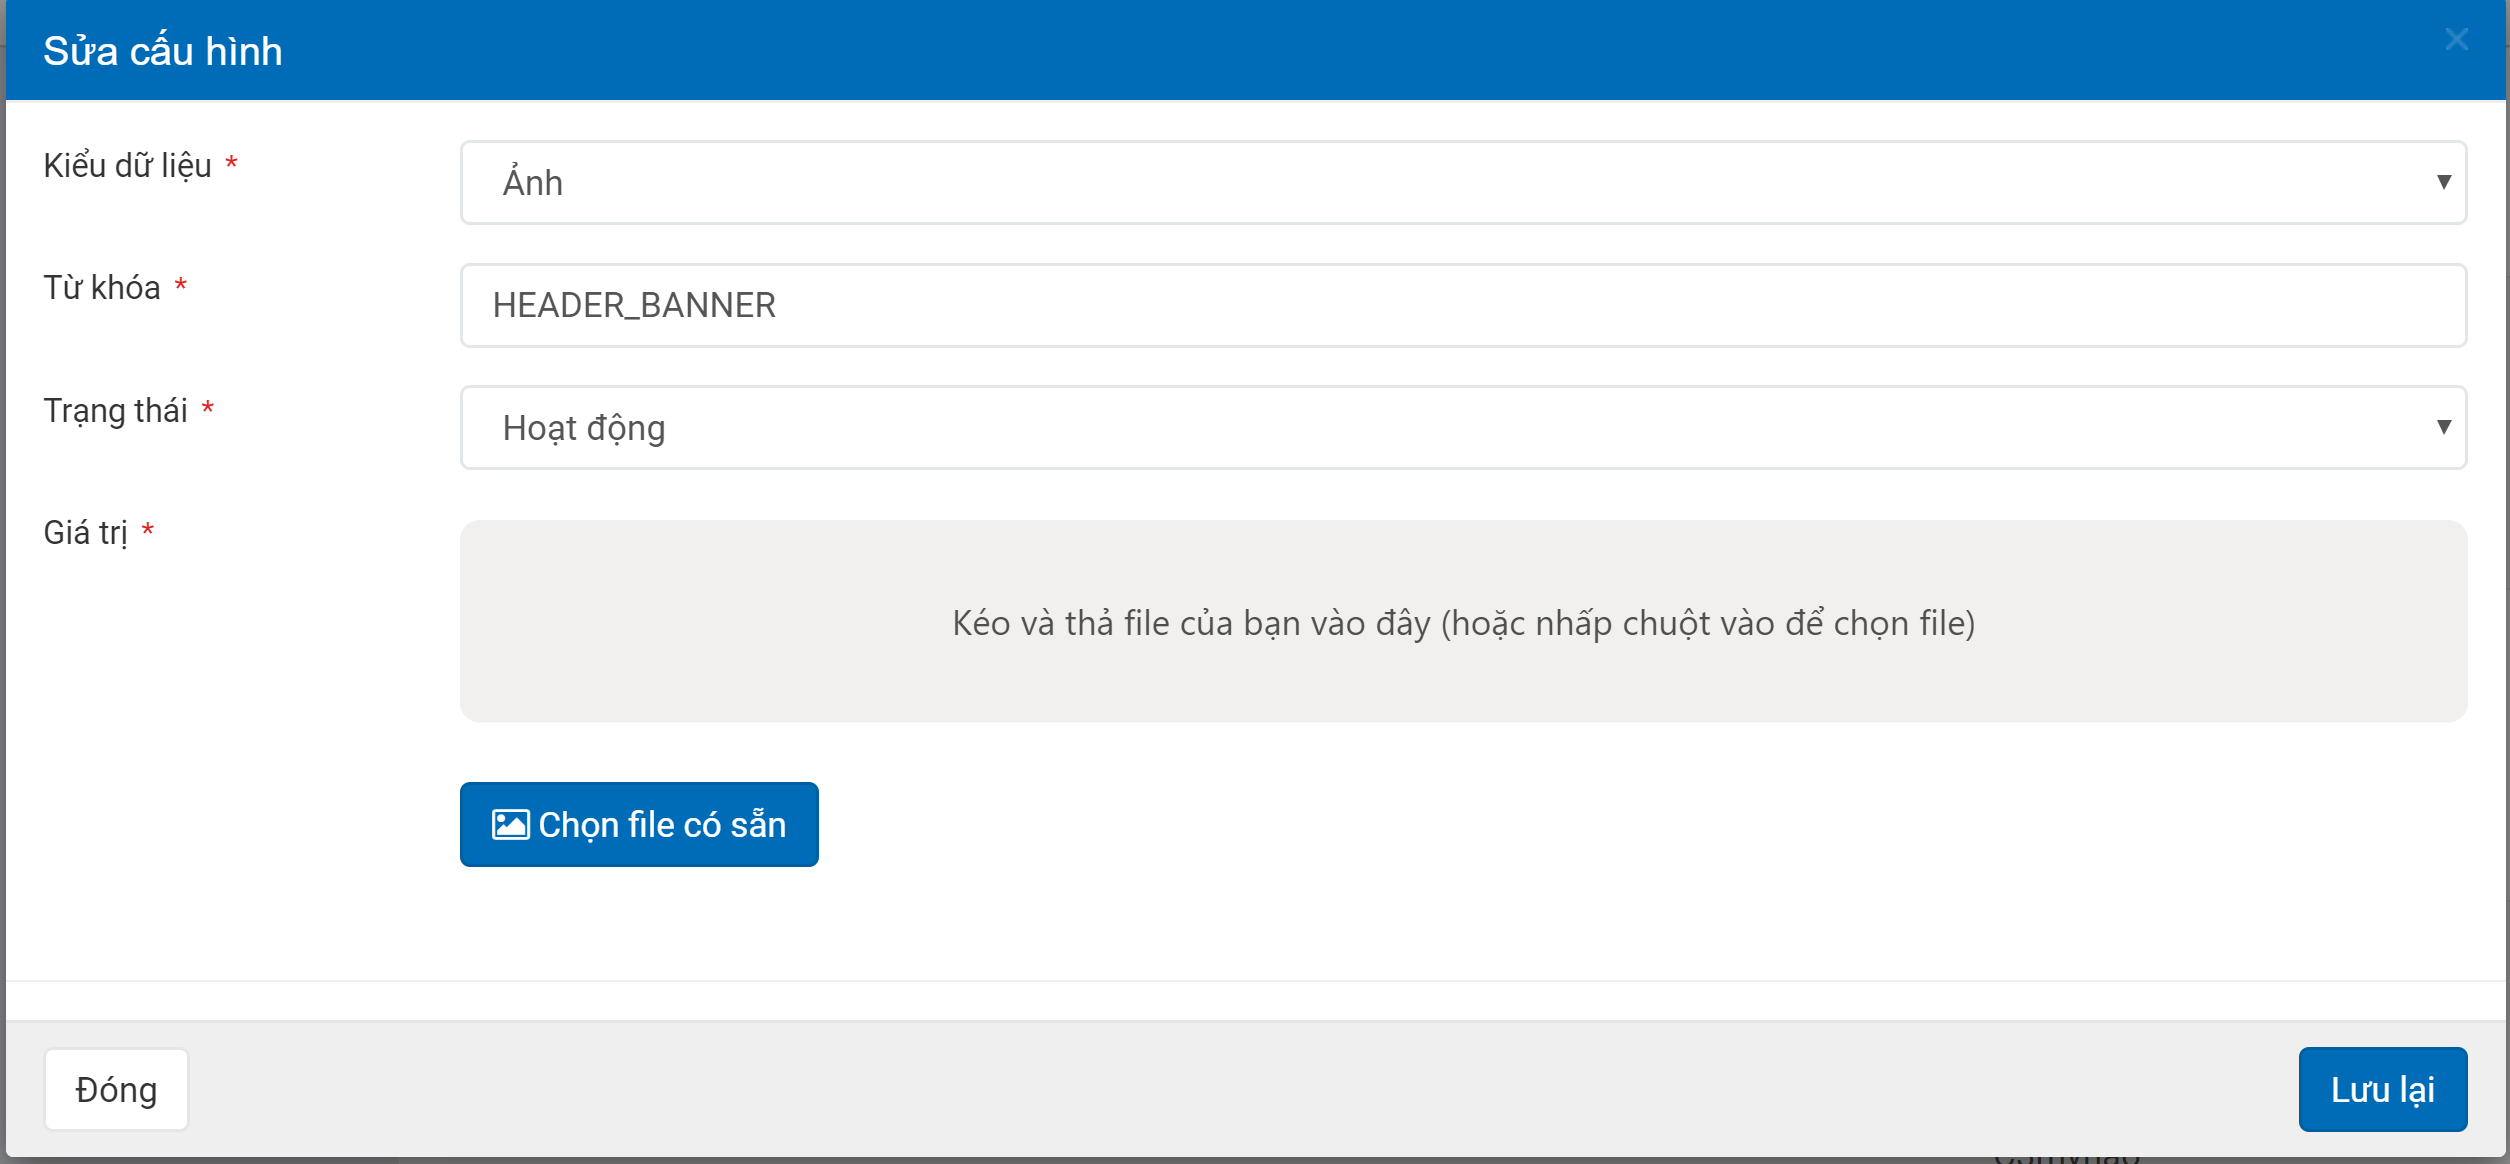 Sửa cấu hình
Kiểu dữ liệu *
Ảnh
Từ khóa *
HEADER_BANNER
Trạng thái *
Hoạt động
Giá trị *
Kéo và thả file của bạn vào đây (hoặc nhấp chuột vào để chọn file)
Chọn file có sẵn
Đóng
Lưu lại